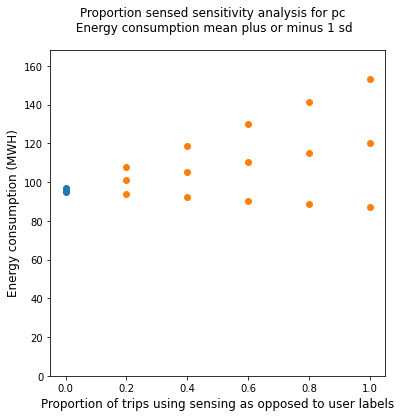 Proportion sensed sensitivity analysis for pc
Energy consumption mean plus or minus 1 sd
Energy consumption (MWH)
160
140
120
100
80
60
40
20
0
0.0 0.2 0.4 0.6 0.8 1.0
Proportion of trips using sensing as opposed to user labels